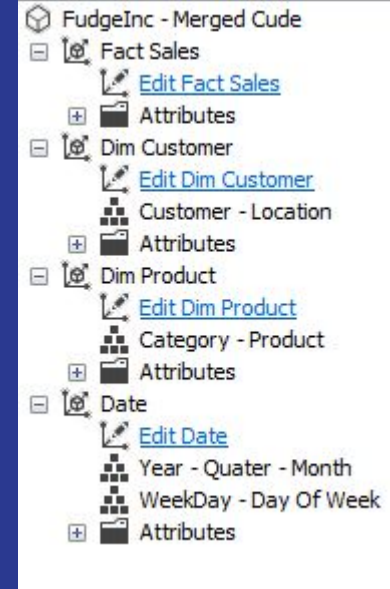 FudgeInc - Merged Cude
Fact Sales
Edit Fact Sales
Attributes
Dim Customer
Edit Dim Customer
Customer - Location
Attributes
Dim Product
Edit Dim Product
Category - Product
Attributes
Date
Edit Date
Year - Quater - Month
WeekDay - Day Of Week
Attributes